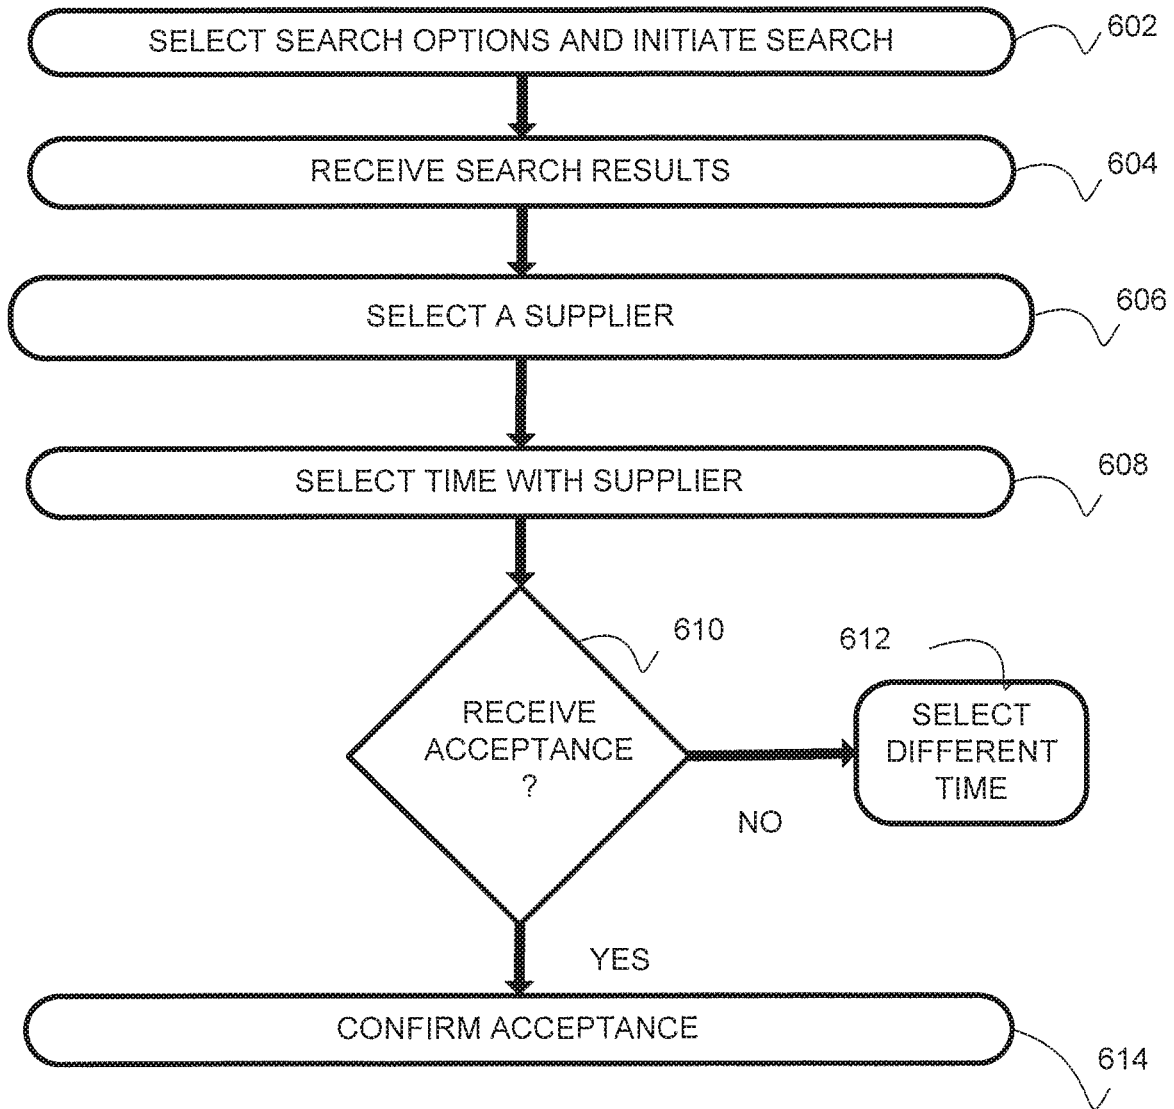 SELECT SEARCH OPTIONS AND INITIATE SEARCH
602
RECEIVE SEARCH RESULTS
604
SELECT A SUPPLIER
606
SELECT TIME WITH SUPPLIER
608
610
RECEIVE
ACCEPTANCE
?
612
SELECT
DIFFERENT
TIME
NO
YES
CONFIRM ACCEPTANCE
614